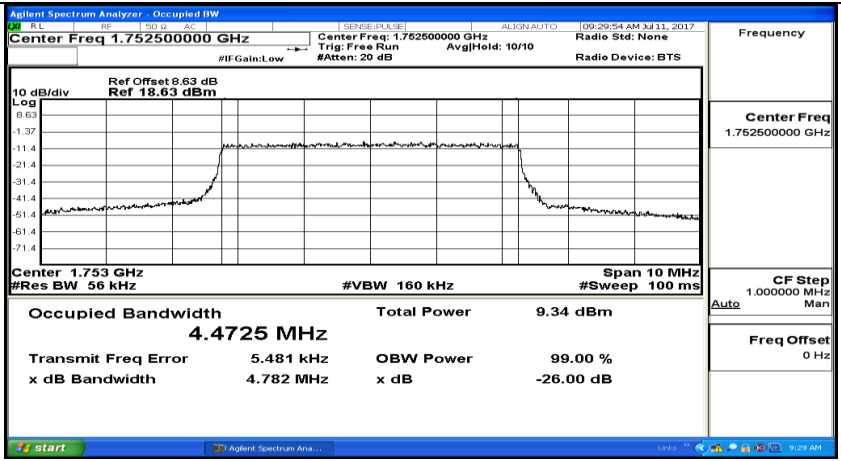 Agilent Spectrum Analyzer - Occupied BW
LXI RL RF 50 Ω AC SENSE:PULSE ALIGN AUTO 09:29:54 AM Jul 11, 2017
Center Freq 1.752500000 GHz Center Freq: 1.752500000 GHz Radio Std: None
Trig: Free Run Avg|Hold: 10/10
#IFGain:Low #Atten: 20 dB Radio Device: BTS
Ref Offset 8.63 dB
10 dB/div Ref 18.63 dBm
Log
8.63
-1.37
-11.4
-21.4
-31.4
-41.4
-51.4
-61.4
-71.4
Center 1.753 GHz Span 10 MHz
#Res BW 56 kHz #VBW 160 kHz #Sweep 100 ms
Occupied Bandwidth Total Power 9.34 dBm
4.4725 MHz
Transmit Freq Error 5.481 kHz OBW Power 99.00 %
x dB Bandwidth 4.782 MHz x dB -26.00 dB
Frequency
Center Freq
1.752500000 GHz
CF Step
1.000000 MHz
Auto Man
Freq Offset
0 Hz
start Agilent Spectrum Ana... Links » 9:29 AM